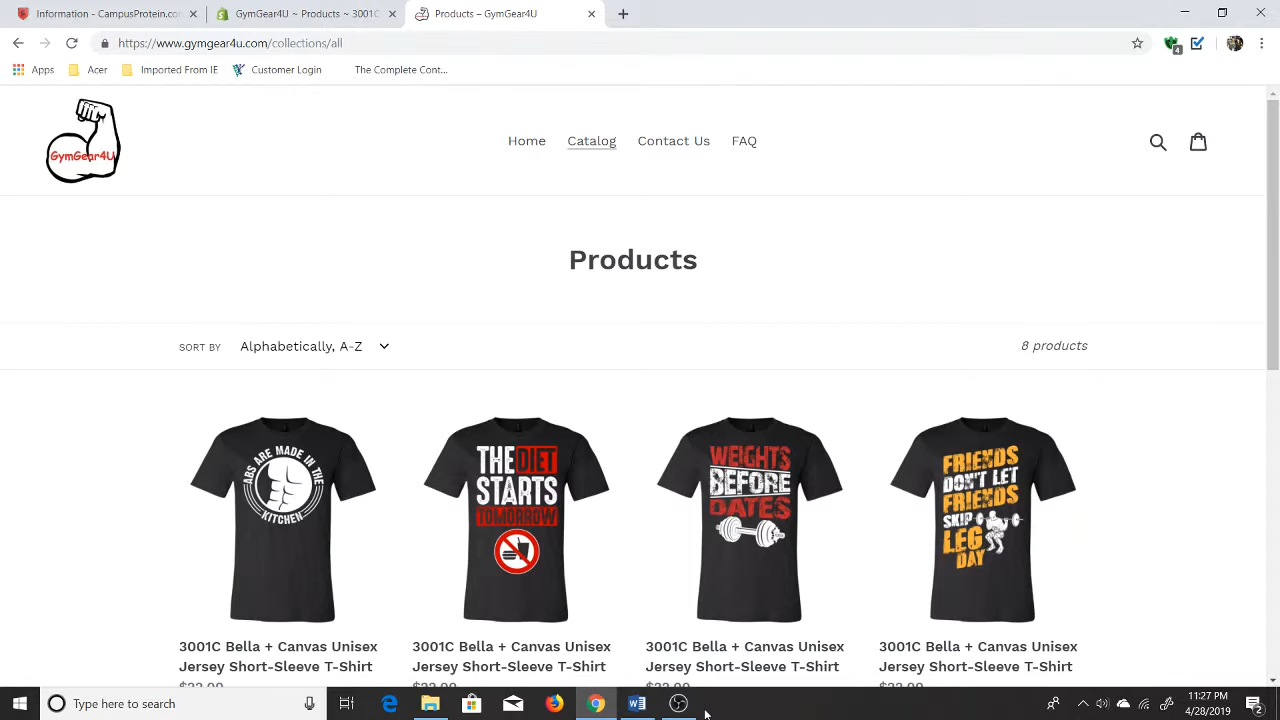 Information – CampusProtein.co
GymGear4U ~ Products ~ 3001C
Products – GymGear4U
https://www.gymgear4u.com/collections/all
4
Apps
Acer
Imported From IE
Customer Login
The Complete Cont...
GymGear4U
Home
Catalog
Contact Us
FAQ
Products
SORT BY
Alphabetically, A-Z
8 products
ABS ARE MADE IN THE
KITCHEN
THE DIET
STARTS
TOMORROW
WEIGHTS
BEFORE
DATES
FRIENDS
DON'T LET
FRIENDS
SKIP
LEG
DAY
3001C Bella + Canvas Unisex
Jersey Short-Sleeve T-Shirt
3001C Bella + Canvas Unisex
Jersey Short-Sleeve T-Shirt
3001C Bella + Canvas Unisex
Jersey Short-Sleeve T-Shirt
3001C Bella + Canvas Unisex
Jersey Short-Sleeve T-Shirt
Type here to search
11:27 PM
4/28/2019
2